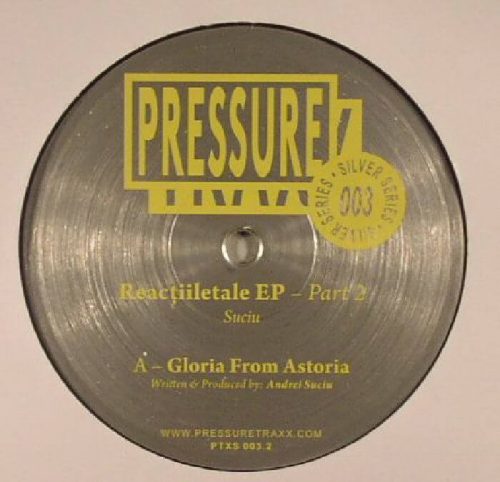 PRESSURE
SILVER SERIES • SILVER SERIES •
003
Reacțiiletale EP – Part 2
Suciu
A – Gloria From Astoria
Written & Produced by: Andrei Suciu
WWW.PRESSURETRAXX.COM
PTXS 003.2